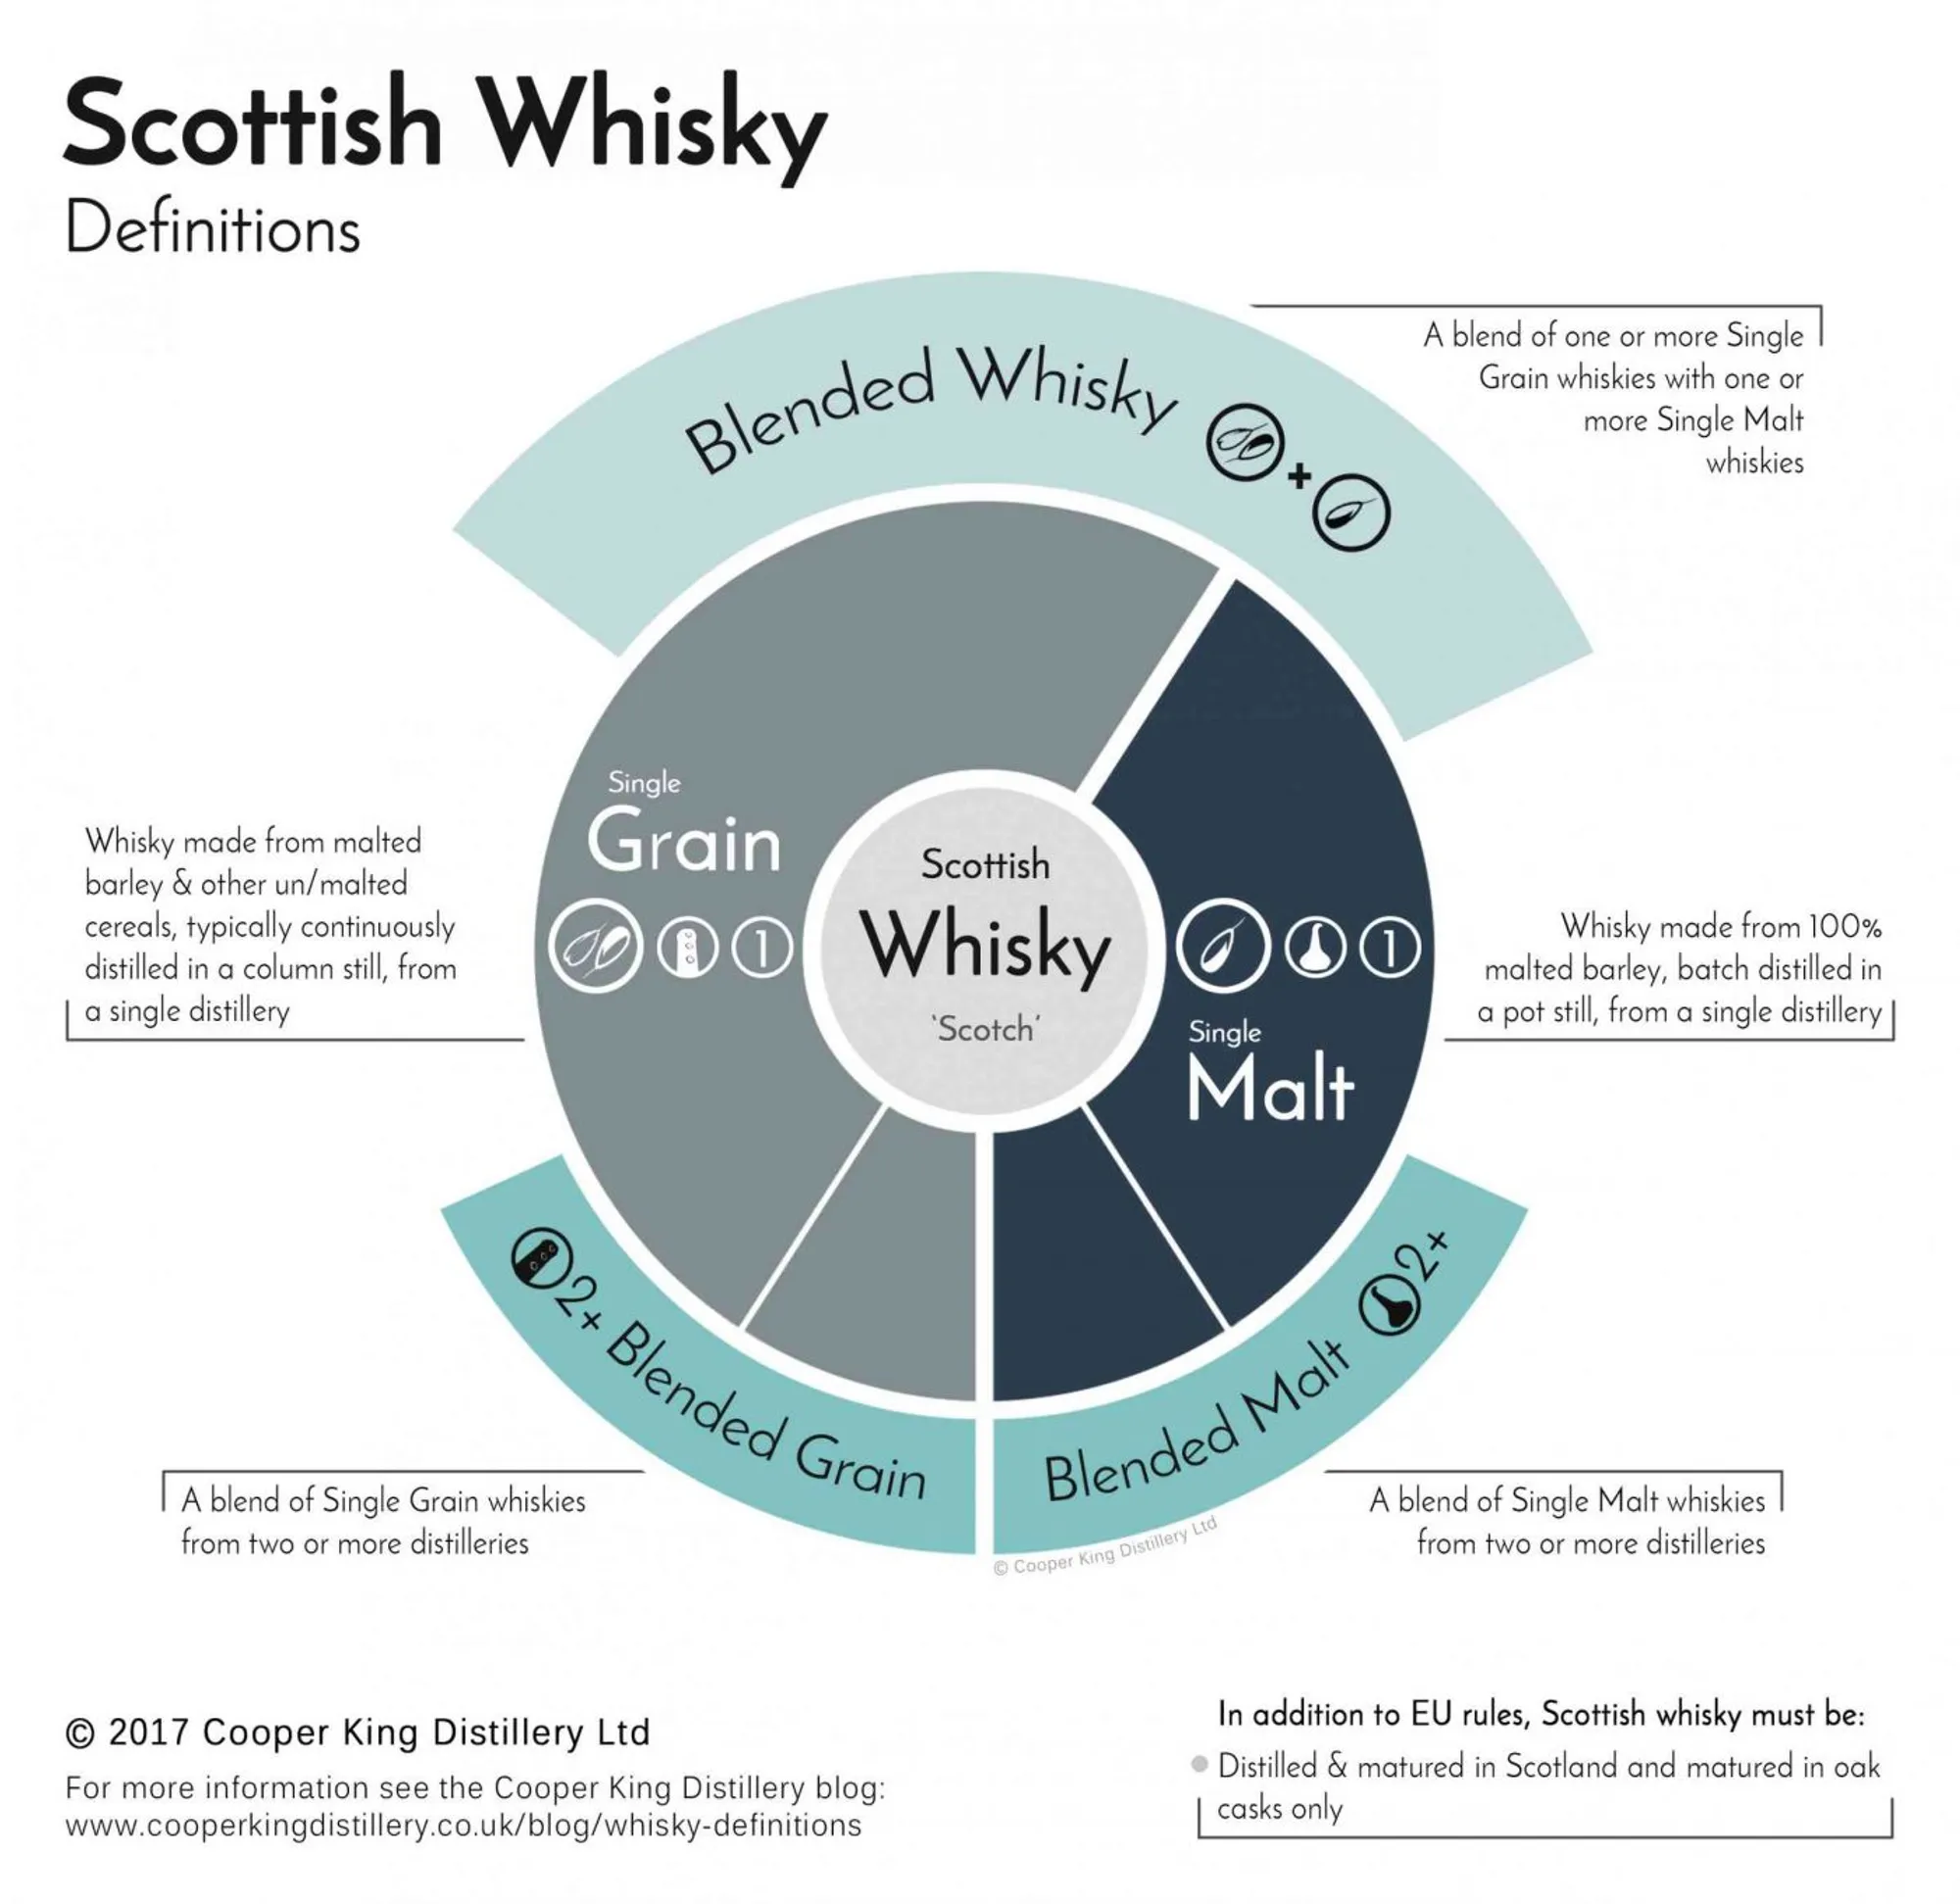 Scottish Whisky
Definitions
Blended Whisky
+
A blend of one or more Single
Grain whiskies with one or
more Single Malt
whiskies
Single
Grain
1
Whisky made from malted
barley & other un/malted
cereals, typically continuously
distilled in a column still, from
a single distillery
Scottish
Whisky
'Scotch'
1
Single
Malt
Whisky made from 100%
malted barley, batch distilled in
a pot still, from a single distillery
2+ Blended Grain
Blended Malt 2+
A blend of Single Grain whiskies
from two or more distilleries
© Cooper King Distillery Ltd
A blend of Single Malt whiskies
from two or more distilleries
© 2017 Cooper King Distillery Ltd
For more information see the Cooper King Distillery blog:
www.cooperkingdistillery.co.uk/blog/whisky-definitions
In addition to EU rules, Scottish whisky must be:
Distilled & matured in Scotland and matured in oak
casks only